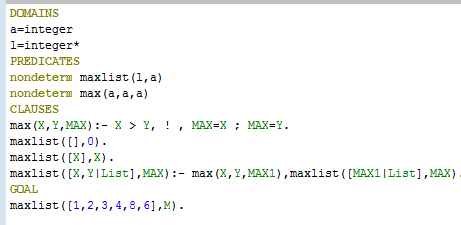 DOMAINS
a=integer
l=integer*
PREDICATES
nondeterm maxlist(l,a)
nondeterm max(a,a,a)
CLAUSES
max(X,Y,MAX):- X > Y, ! , MAX=X ; MAX=Y.
maxlist([],0).
maxlist([X],X).
maxlist([X,Y|List],MAX):- max(X,Y,MAX1),maxlist([MAX1|List],MAX).
GOAL
maxlist([1,2,3,4,8,6],M).